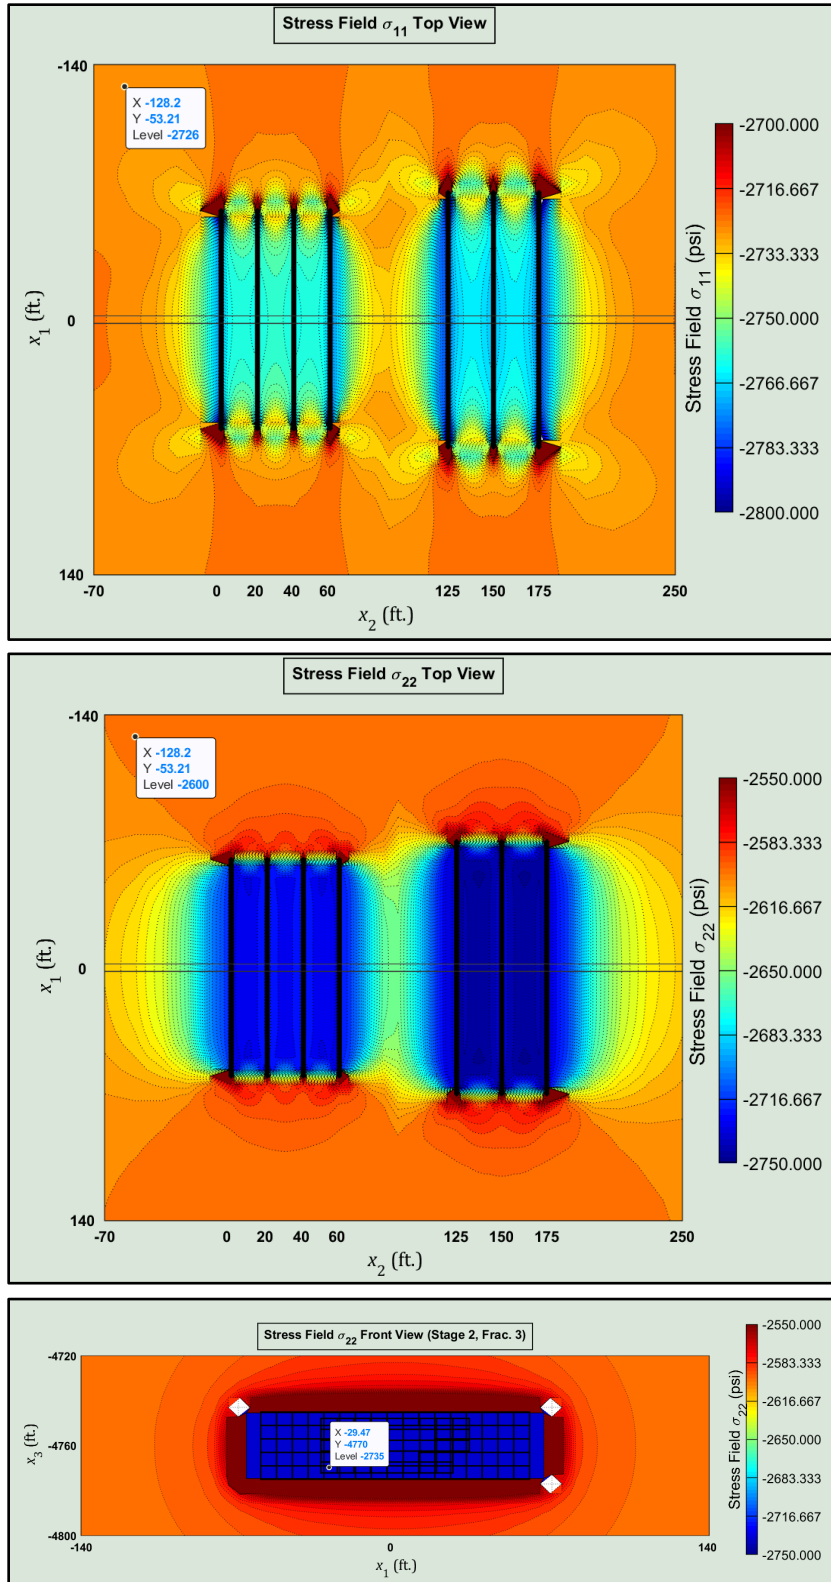 Stress Field σ11 Top View
-140
X -128.2
Y -53.21
Level -2726
0
140
x1 (ft.)
-70 0 20 40 60 125 150 175 250
x2 (ft.)
-2700.000
-2716.667
-2733.333
-2750.000
-2766.667
-2783.333
-2800.000
Stress Field σ11 (psi)
Stress Field σ22 Top View
-140
X -128.2
Y -53.21
Level -2600
0
140
x1 (ft.)
-70 0 20 40 60 125 150 175 250
x2 (ft.)
-2550.000
-2583.333
-2616.667
-2650.000
-2683.333
-2716.667
-2750.000
Stress Field σ22 (psi)
Stress Field σ22 Front View (Stage 2, Frac. 3)
-4720
-4760
-4800
x3 (ft.)
X -29.47
Y -4770
Level -2735
-140 0 140
x1 (ft.)
-2550.000
-2583.333
-2616.667
-2650.000
-2683.333
-2716.667
-2750.000
Stress Field σ22 (psi)